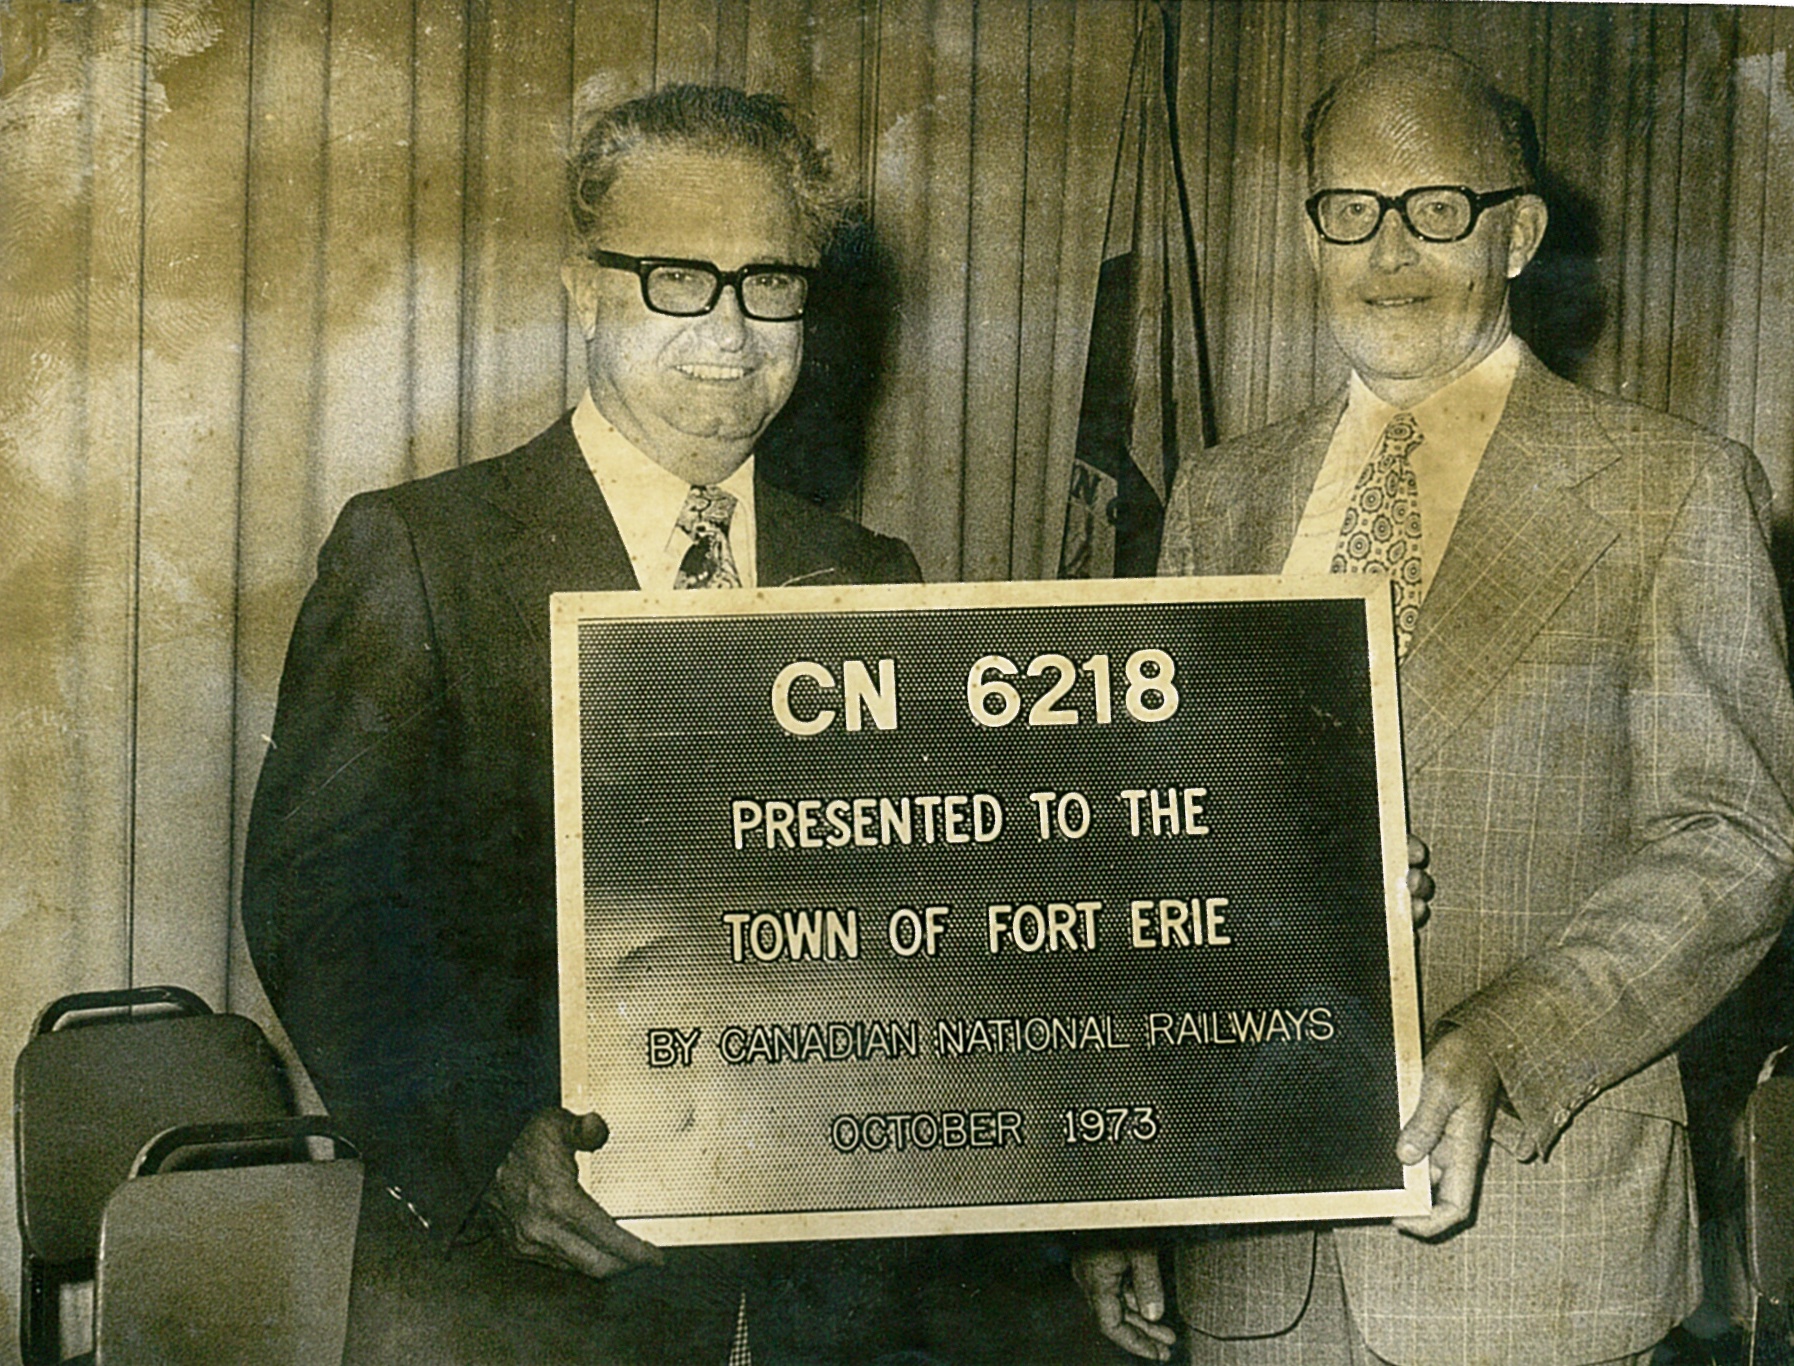 CN 6218
PRESENTED TO THE
TOWN OF FORT ERIE
BY CANADIAN NATIONAL RAILWAYS
OCTOBER 1973